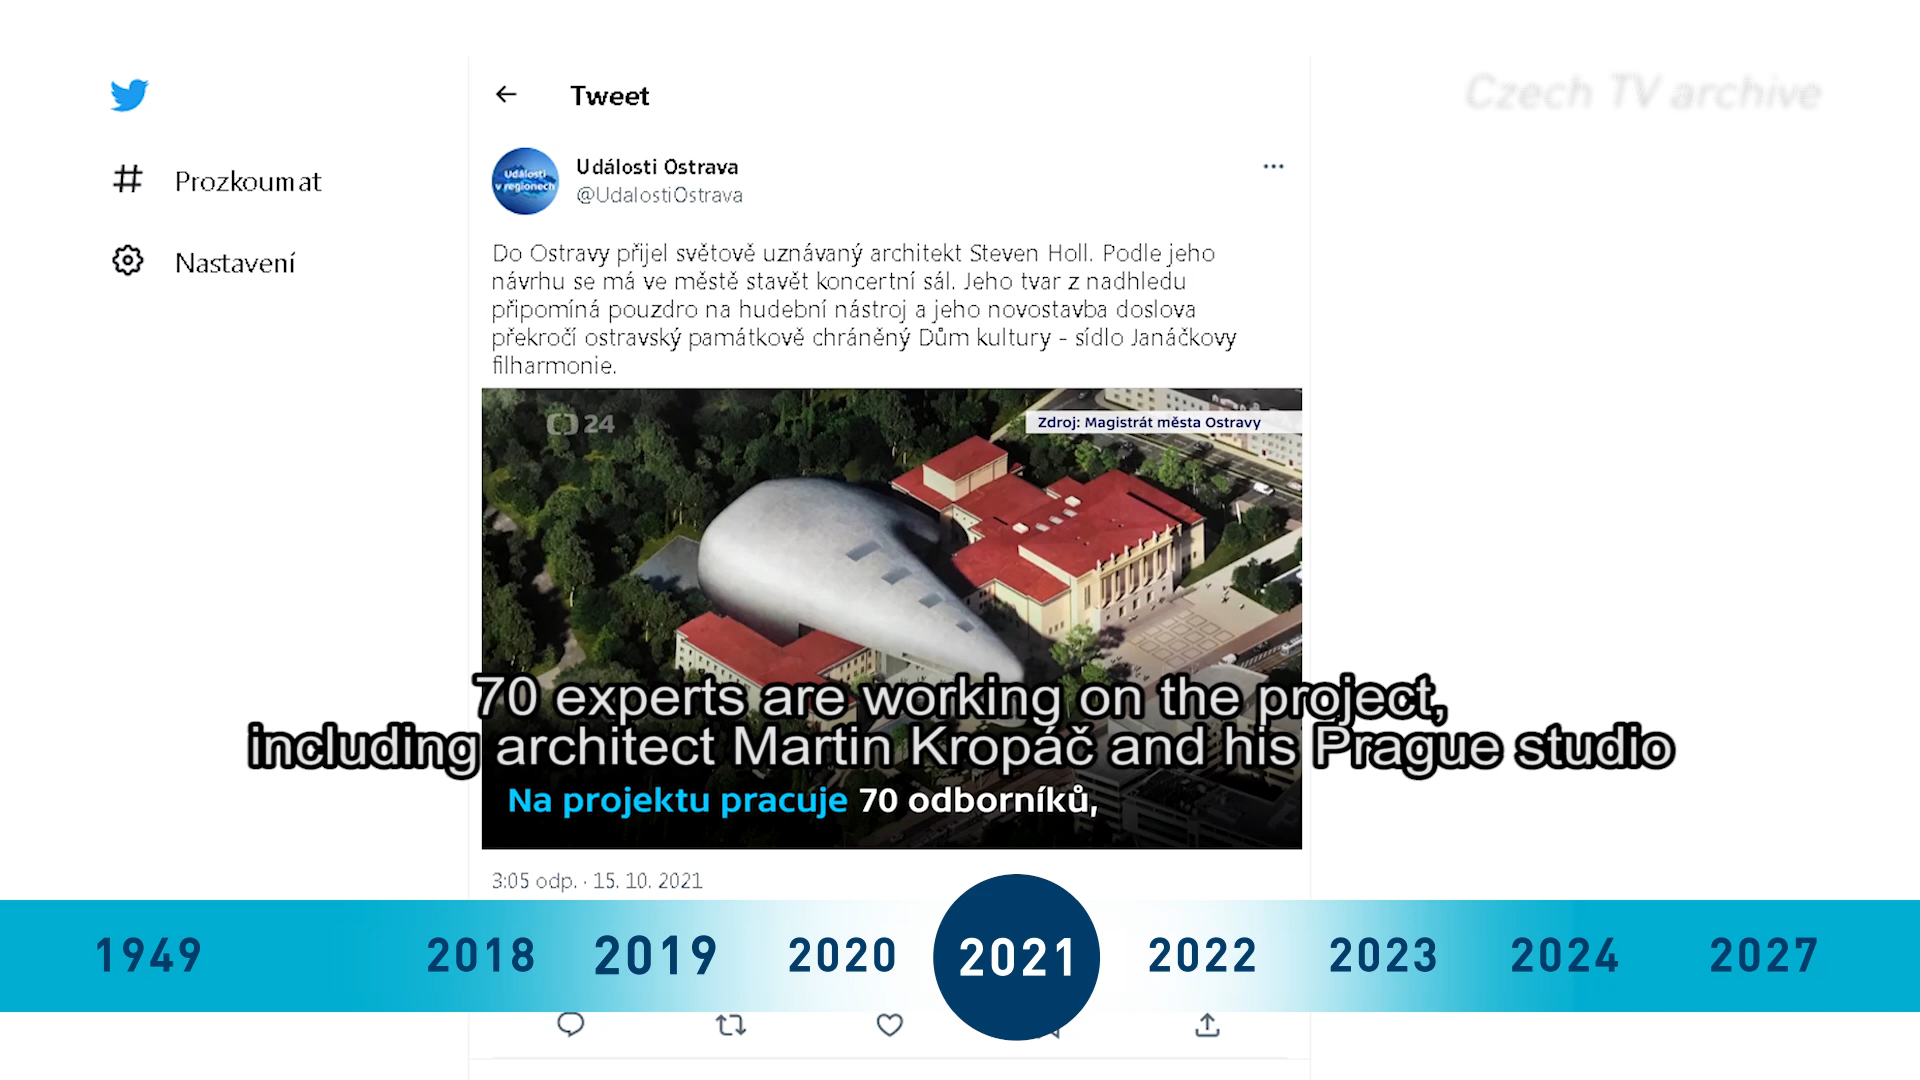 Czech TV archive
Tweet
Prozkoumat
Nastavení
Události
v regionech
Události Ostrava
@UdalostiOstrava
Do Ostravy přijel světově uznávaný architekt Steven Holl. Podle jeho
návrhu se má ve městě stavět koncertní sál. Jeho tvar z nadhledu
připomíná pouzdro na hudební nástroj a jeho novostavba doslova
překročí ostravský památkově chráněný Dům kultury - sídlo Janáčkovy
filharmonie.
24
Zdroj: Magistrát města Ostravy
70 experts are working on the project,
including architect Martin Kropáč and his Prague studio
Na projektu pracuje 70 odborníků,
3:05 odp. · 15. 10. 2021
1949 2018 2019 2020 2021 2022 2023 2024 2027